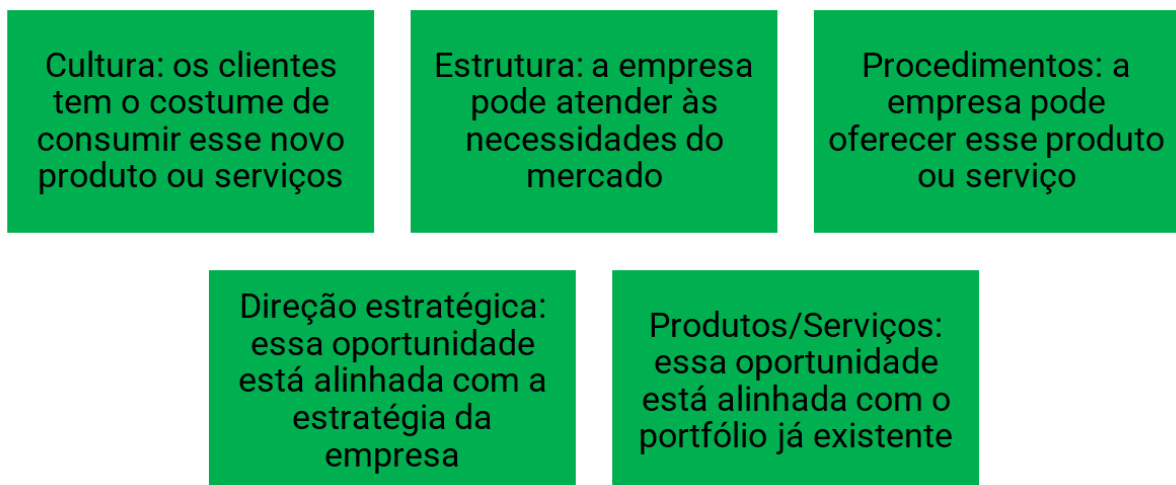 Cultura: os clientes
tem o costume de
consumir esse novo
produto ou serviços
Estrutura: a empresa
pode atender às
necessidades do
mercado
Procedimentos: a
empresa pode
oferecer esse produto
ou serviço
Direção estratégica:
essa oportunidade
está alinhada com a
estratégia da
empresa
Produtos/Serviços:
essa oportunidade
está alinhada com o
portfólio já existente